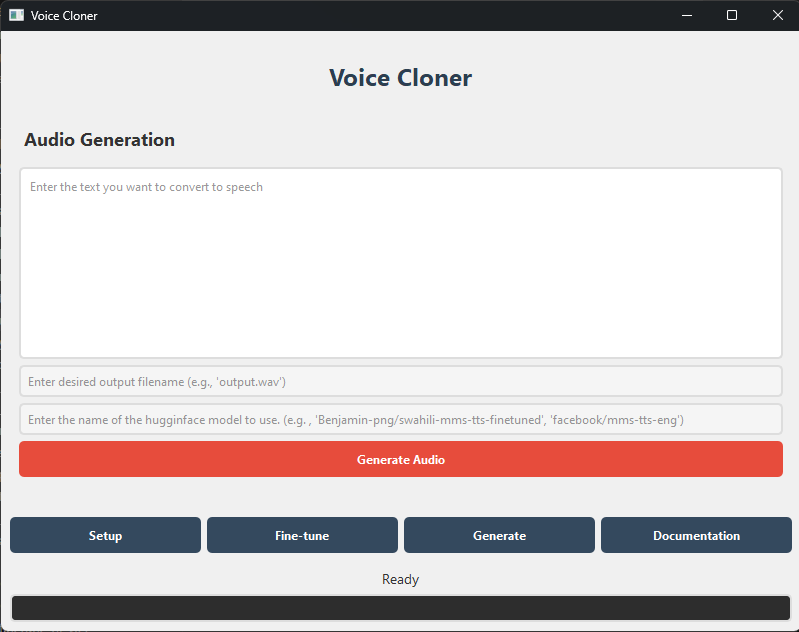 Voice Cloner
Voice Cloner
Audio Generation
Enter the text you want to convert to speech
Enter desired output filename (e.g., 'output.wav')
Enter the name of the hugginface model to use. (e.g. , 'Benjamin-png/swahili-mms-tts-finetuned', 'facebook/mms-tts-eng')
Generate Audio
Setup Fine-tune Generate Documentation
Ready